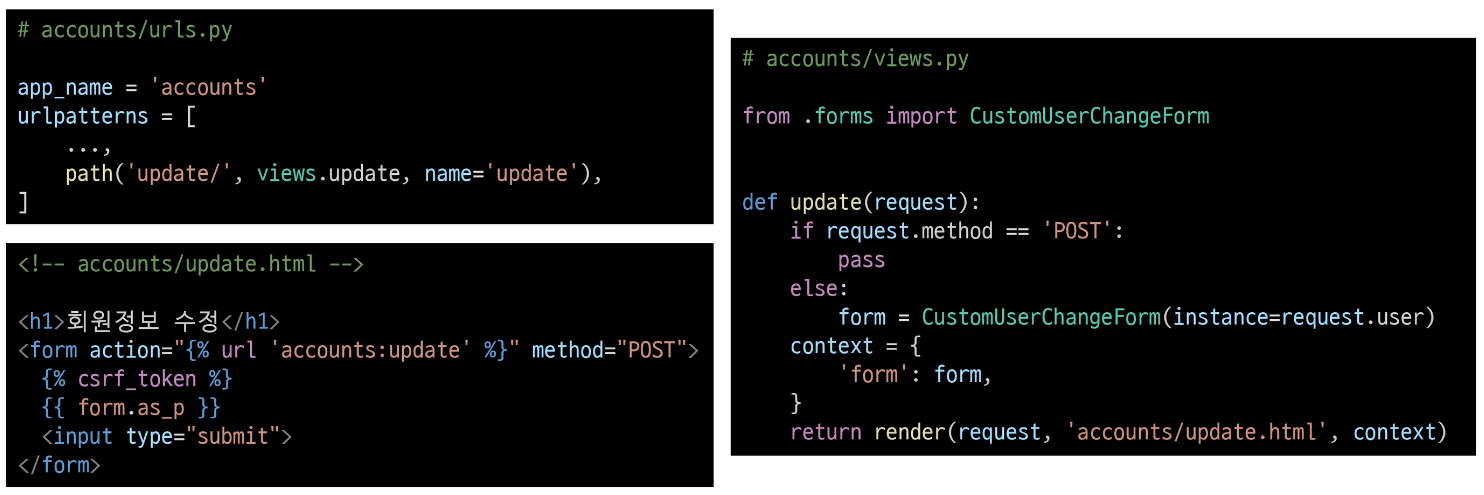 # accounts/urls.py
app_name = 'accounts'
urlpatterns = [
    ...,
    path('update/', views.update, name='update'),
]
<!-- accounts/update.html -->
<h1>회원정보 수정</h1>
<form action="{% url 'accounts:update' %}" method="POST">
  {% csrf_token %}
  {{ form.as_p }}
  <input type="submit">
</form>
# accounts/views.py
from .forms import CustomUserChangeForm
def update(request):
    if request.method == 'POST':
        pass
    else:
        form = CustomUserChangeForm(instance=request.user)
    context = {
        'form': form,
    }
    return render(request, 'accounts/update.html', context)